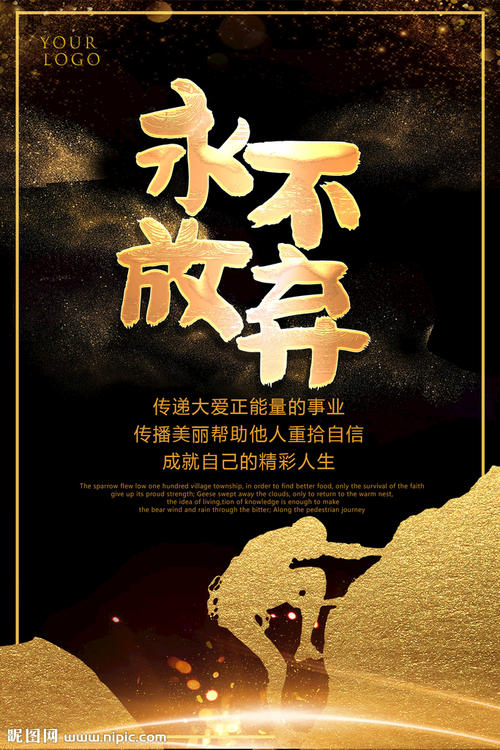 YOUR
LOGO
永不
放弃
传递大爱正能量的事业
传播美丽帮助他人重拾自信
成就自己的精彩人生
The sparrow flew low one hundred village township, in order to find better food, only the survival of the faith
give up its proud strength; Geese swept away the clouds, only to return to the warm nest,
the idea of living,tion of knowledge is enough to make
the bear wind and rain through the bitter; Along the pedestrian journey
昵图网 www.nipic.com